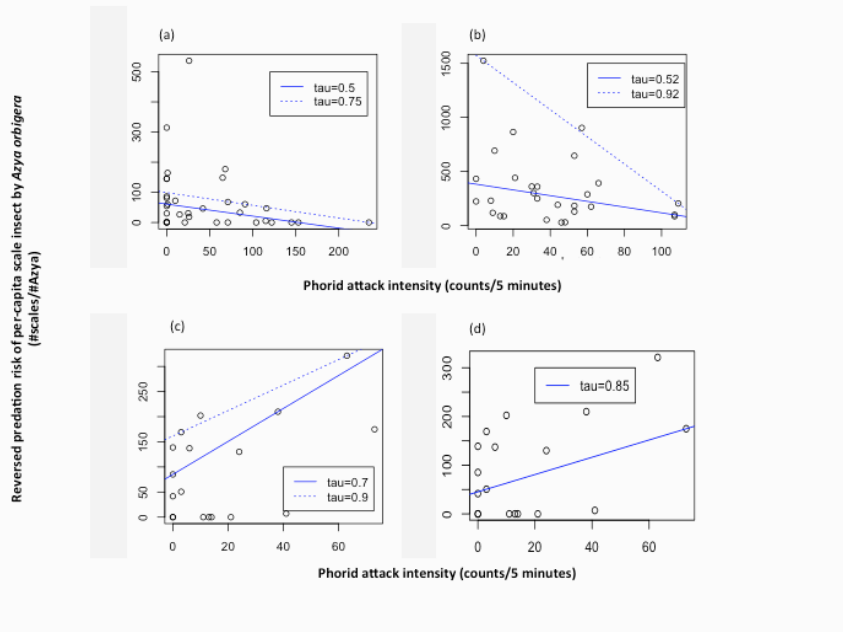 Reversed predation risk of per-capita scale insect by Azya orbigera
(#scales/#Azya)
(a)
500
300
100
0
tau=0.5
tau=0.75
0 50 100 150 200
(b)
1500
1000
500
0
tau=0.52
tau=0.92
0 20 40 60 80 100
Phorid attack intensity (counts/5 minutes)
(c)
250
150
50
0
tau=0.7
tau=0.9
0 20 40 60
(d)
300
200
100
0
tau=0.85
0 20 40 60
Phorid attack intensity (counts/5 minutes)